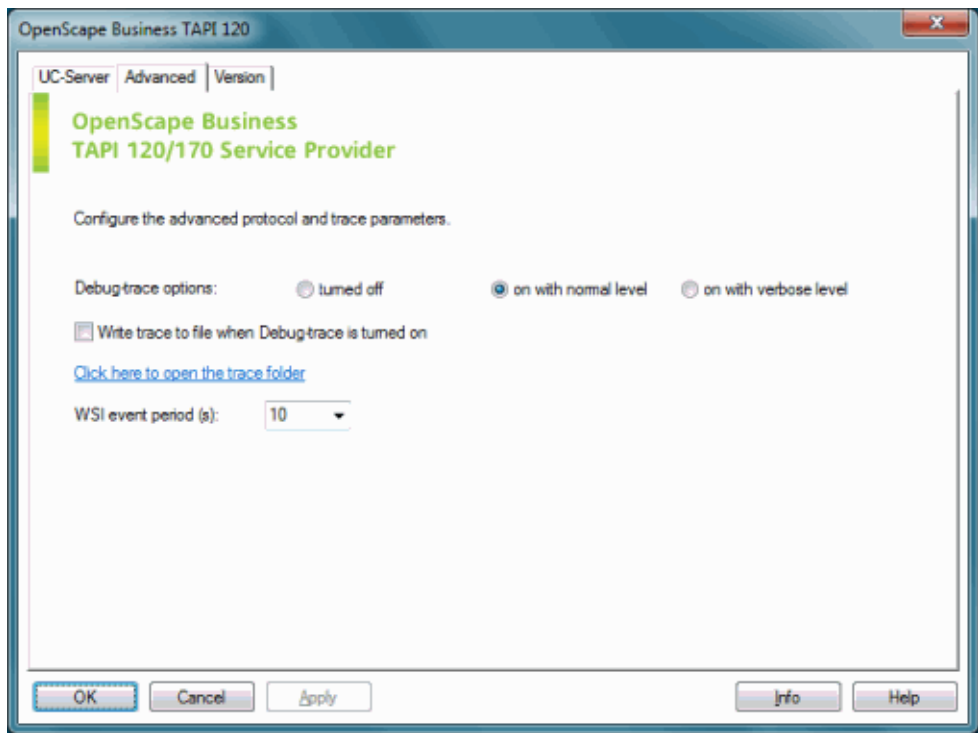 OpenScape Business TAPI 120
UC-Server Advanced Version
OpenScape Business
TAPI 120/170 Service Provider
Configure the advanced protocol and trace parameters.
Debug-trace options: turned off on with normal level on with verbose level
Write trace to file when Debug-trace is turned on
Click here to open the trace folder
WSI event period (s): 10
OK Cancel Apply Info Help